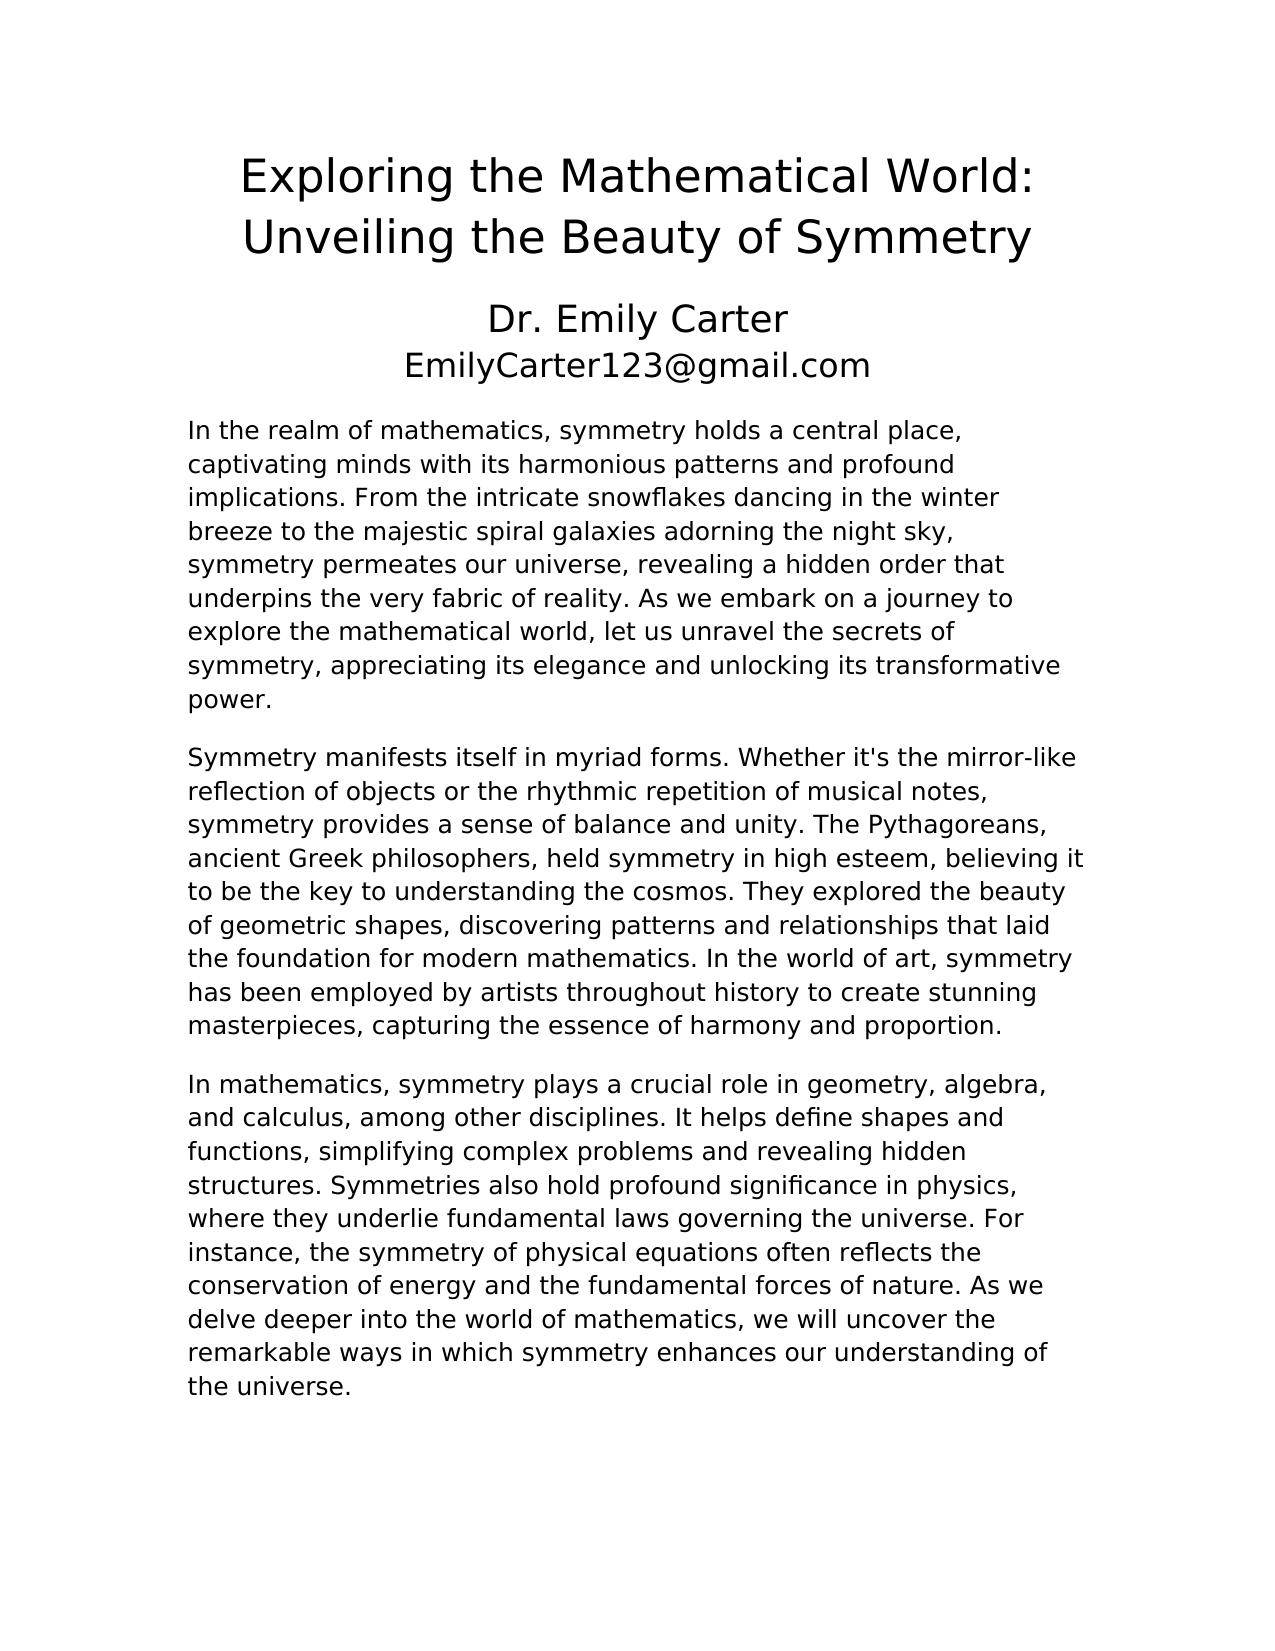 Exploring the Mathematical World:
Unveiling the Beauty of Symmetry
Dr. Emily Carter
EmilyCarter123@gmail.com
In the realm of mathematics, symmetry holds a central place,
captivating minds with its harmonious patterns and profound
implications. From the intricate snowflakes dancing in the winter
breeze to the majestic spiral galaxies adorning the night sky,
symmetry permeates our universe, revealing a hidden order that
underpins the very fabric of reality. As we embark on a journey to
explore the mathematical world, let us unravel the secrets of
symmetry, appreciating its elegance and unlocking its transformative
power.
Symmetry manifests itself in myriad forms. Whether it's the mirror-like
reflection of objects or the rhythmic repetition of musical notes,
symmetry provides a sense of balance and unity. The Pythagoreans,
ancient Greek philosophers, held symmetry in high esteem, believing it
to be the key to understanding the cosmos. They explored the beauty
of geometric shapes, discovering patterns and relationships that laid
the foundation for modern mathematics. In the world of art, symmetry
has been employed by artists throughout history to create stunning
masterpieces, capturing the essence of harmony and proportion.
In mathematics, symmetry plays a crucial role in geometry, algebra,
and calculus, among other disciplines. It helps define shapes and
functions, simplifying complex problems and revealing hidden
structures. Symmetries also hold profound significance in physics,
where they underlie fundamental laws governing the universe. For
instance, the symmetry of physical equations often reflects the
conservation of energy and the fundamental forces of nature. As we
delve deeper into the world of mathematics, we will uncover the
remarkable ways in which symmetry enhances our understanding of
the universe.